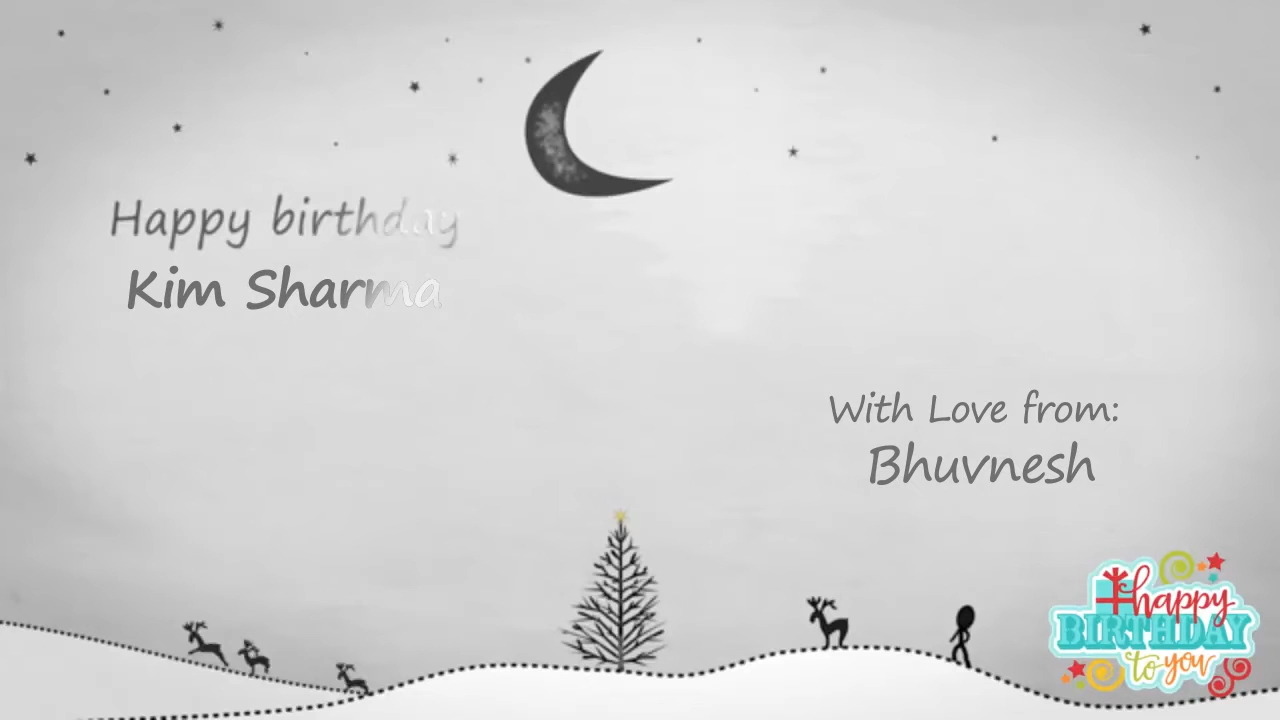 Happy birthday
Kim Sharma
With Love from:
Bhuvnesh
happy
BIRTHDAY
to you